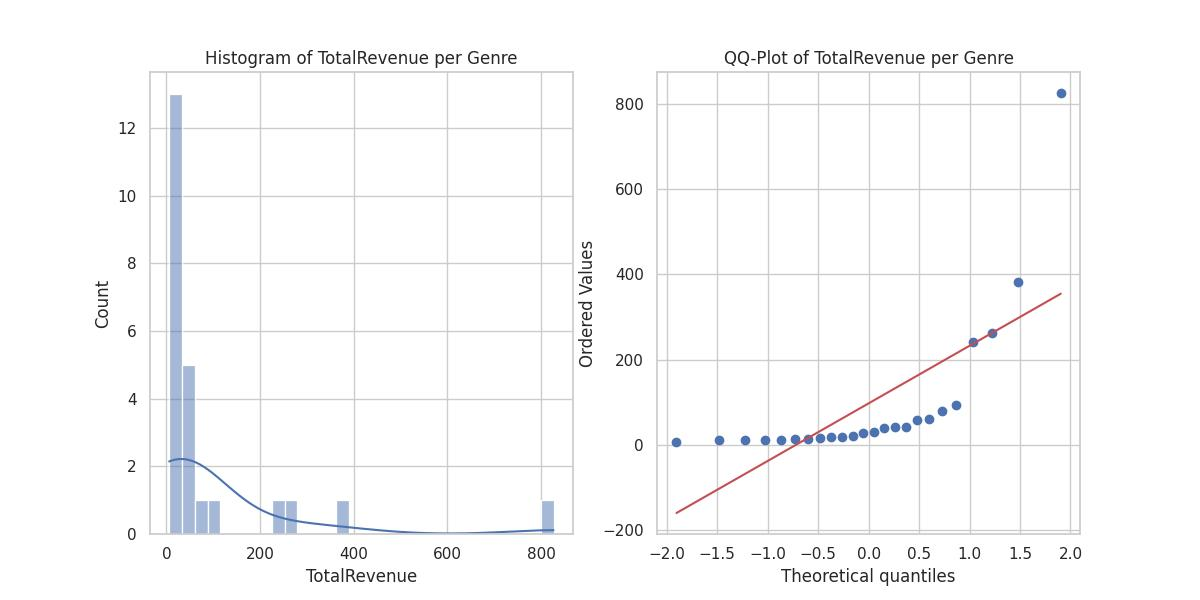 Histogram of TotalRevenue per Genre
12
10
8
6
4
2
0
Count
0 200 400 600 800
TotalRevenue
QQ-Plot of TotalRevenue per Genre
800
600
400
200
0
−200
Ordered Values
−2.0 −1.5 −1.0 −0.5 0.0 0.5 1.0 1.5 2.0
Theoretical quantiles